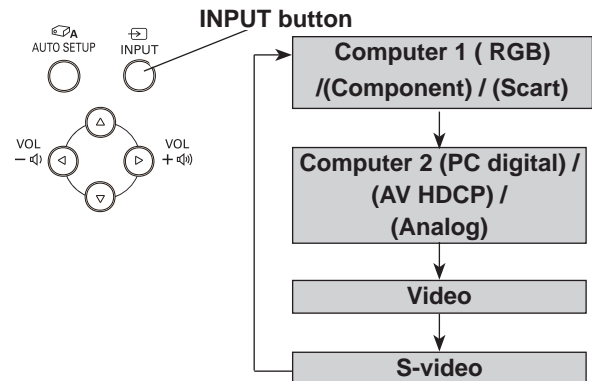 INPUT button
A
AUTO SETUP
INPUT
VOL
–
VOL
+
Computer 1 ( RGB)
/(Component) / (Scart)
Computer 2 (PC digital) /
(AV HDCP) /
(Analog)
Video
S-video